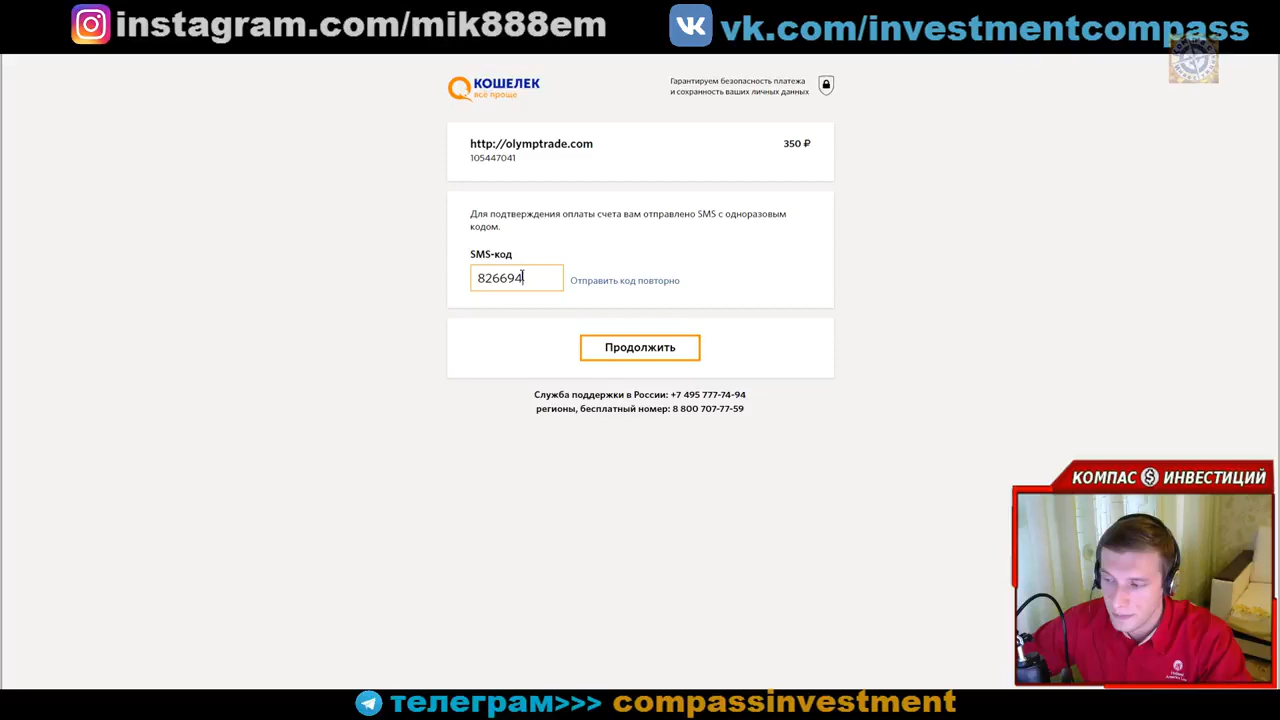 instagram.com/mik888em
vk.com/investmentcompass
КОШЕЛЕК
всё проще
Гарантируем безопасность платежа
и сохранность ваших личных данных
http://olymptrade.com
350 ₽
105447041
Для подтверждения оплаты счета вам отправлено SMS с одноразовым
кодом.
SMS-код
826694
Отправить код повторно
Продолжить
Служба поддержки в России: +7 495 777-74-94
регионы, бесплатный номер: 8 800 707-77-59
КОМПАС $ ИНВЕСТИЦИЙ
телеграм>>> compassinvestment